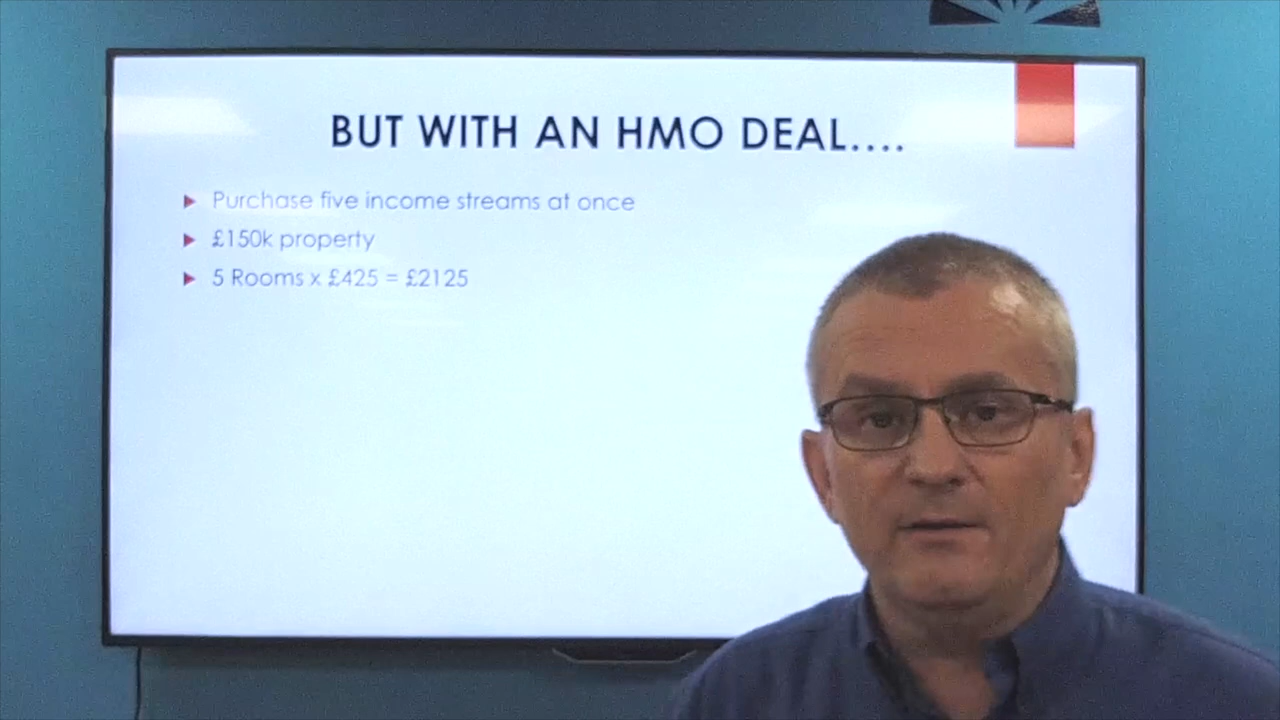 BUT WITH AN HMO DEAL....
Purchase five income streams at once
£150k property
5 Rooms x £425 = £2125